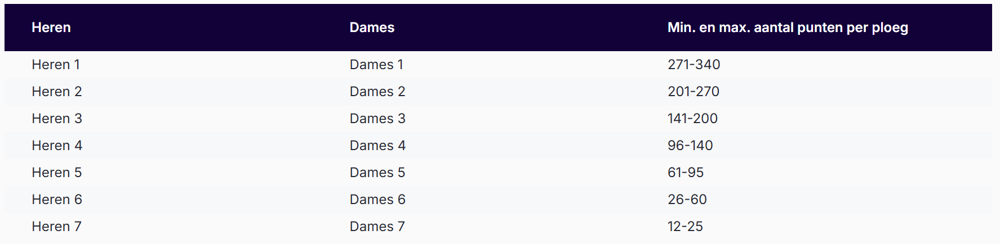 Heren Dames Min. en max. aantal punten per ploeg
Heren 1 Dames 1 271-340
Heren 2 Dames 2 201-270
Heren 3 Dames 3 141-200
Heren 4 Dames 4 96-140
Heren 5 Dames 5 61-95
Heren 6 Dames 6 26-60
Heren 7 Dames 7 12-25